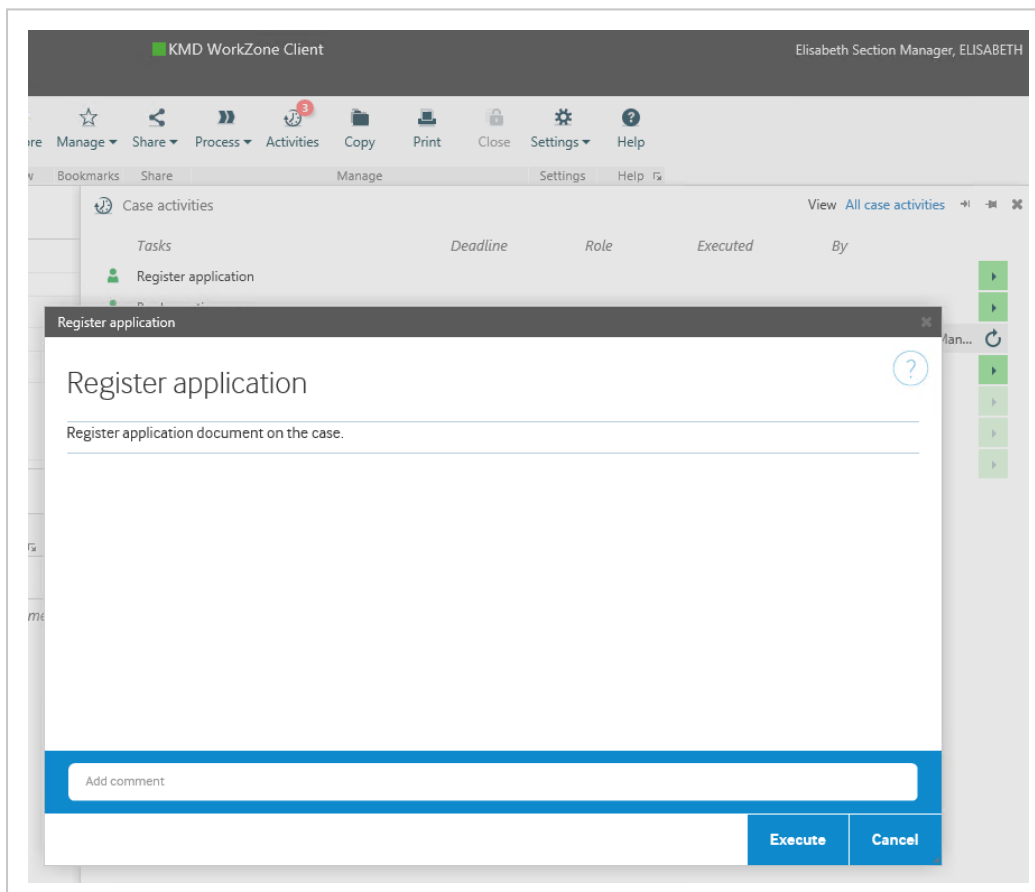 KMD WorkZone Client
Elisabeth Section Manager, ELISABETH
3
Manage Share Process Activities Copy Print Close Settings Help
Bookmarks Share Manage Settings Help
Case activities View All case activities
Tasks Deadline Role Executed By
Register application
Register application
Man...
Register application
?
Register application document on the case.
Add comment
Execute Cancel